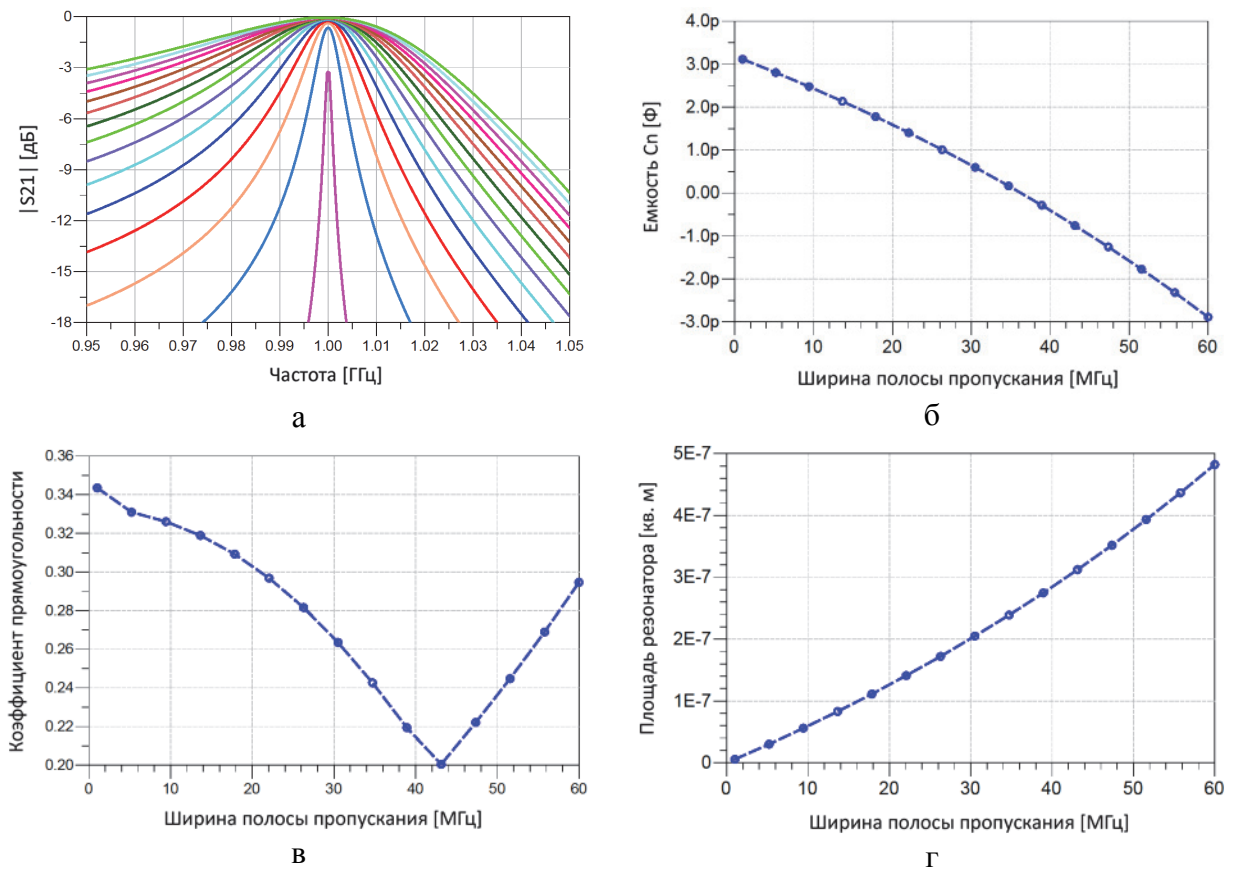 0
-3
-6
-9
-12
-15
-18
|S21| [дБ]
0.95 0.96 0.97 0.98 0.99 1.00 1.01 1.02 1.03 1.04 1.05
Частота [ГГц]
а
4.0p
3.0p
2.0p
1.0p
0.00
-1.0p
-2.0p
-3.0p
Емкость Cп [Ф]
0 10 20 30 40 50 60
Ширина полосы пропускания [МГц]
б
0.36
0.34
0.32
0.30
0.28
0.26
0.24
0.22
0.20
Коэффициент прямоугольности
0 10 20 30 40 50 60
Ширина полосы пропускания [МГц]
в
5E-7
4E-7
3E-7
2E-7
1E-7
0
Площадь резонатора [кв. м]
0 10 20 30 40 50 60
Ширина полосы пропускания [МГц]
г